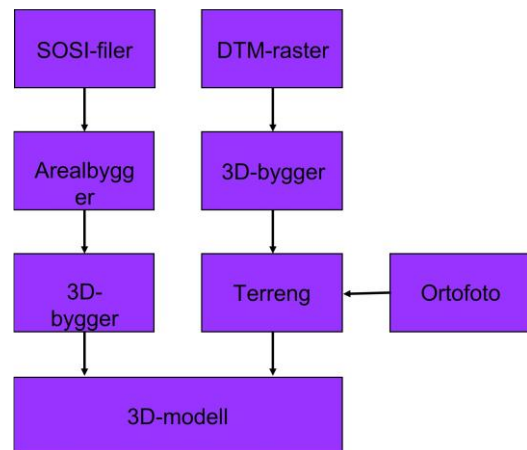 SOSI-filer
DTM-raster
Arealbygg
er
3D-bygger
3D-
bygger
Terreng
Ortofoto
3D-modell